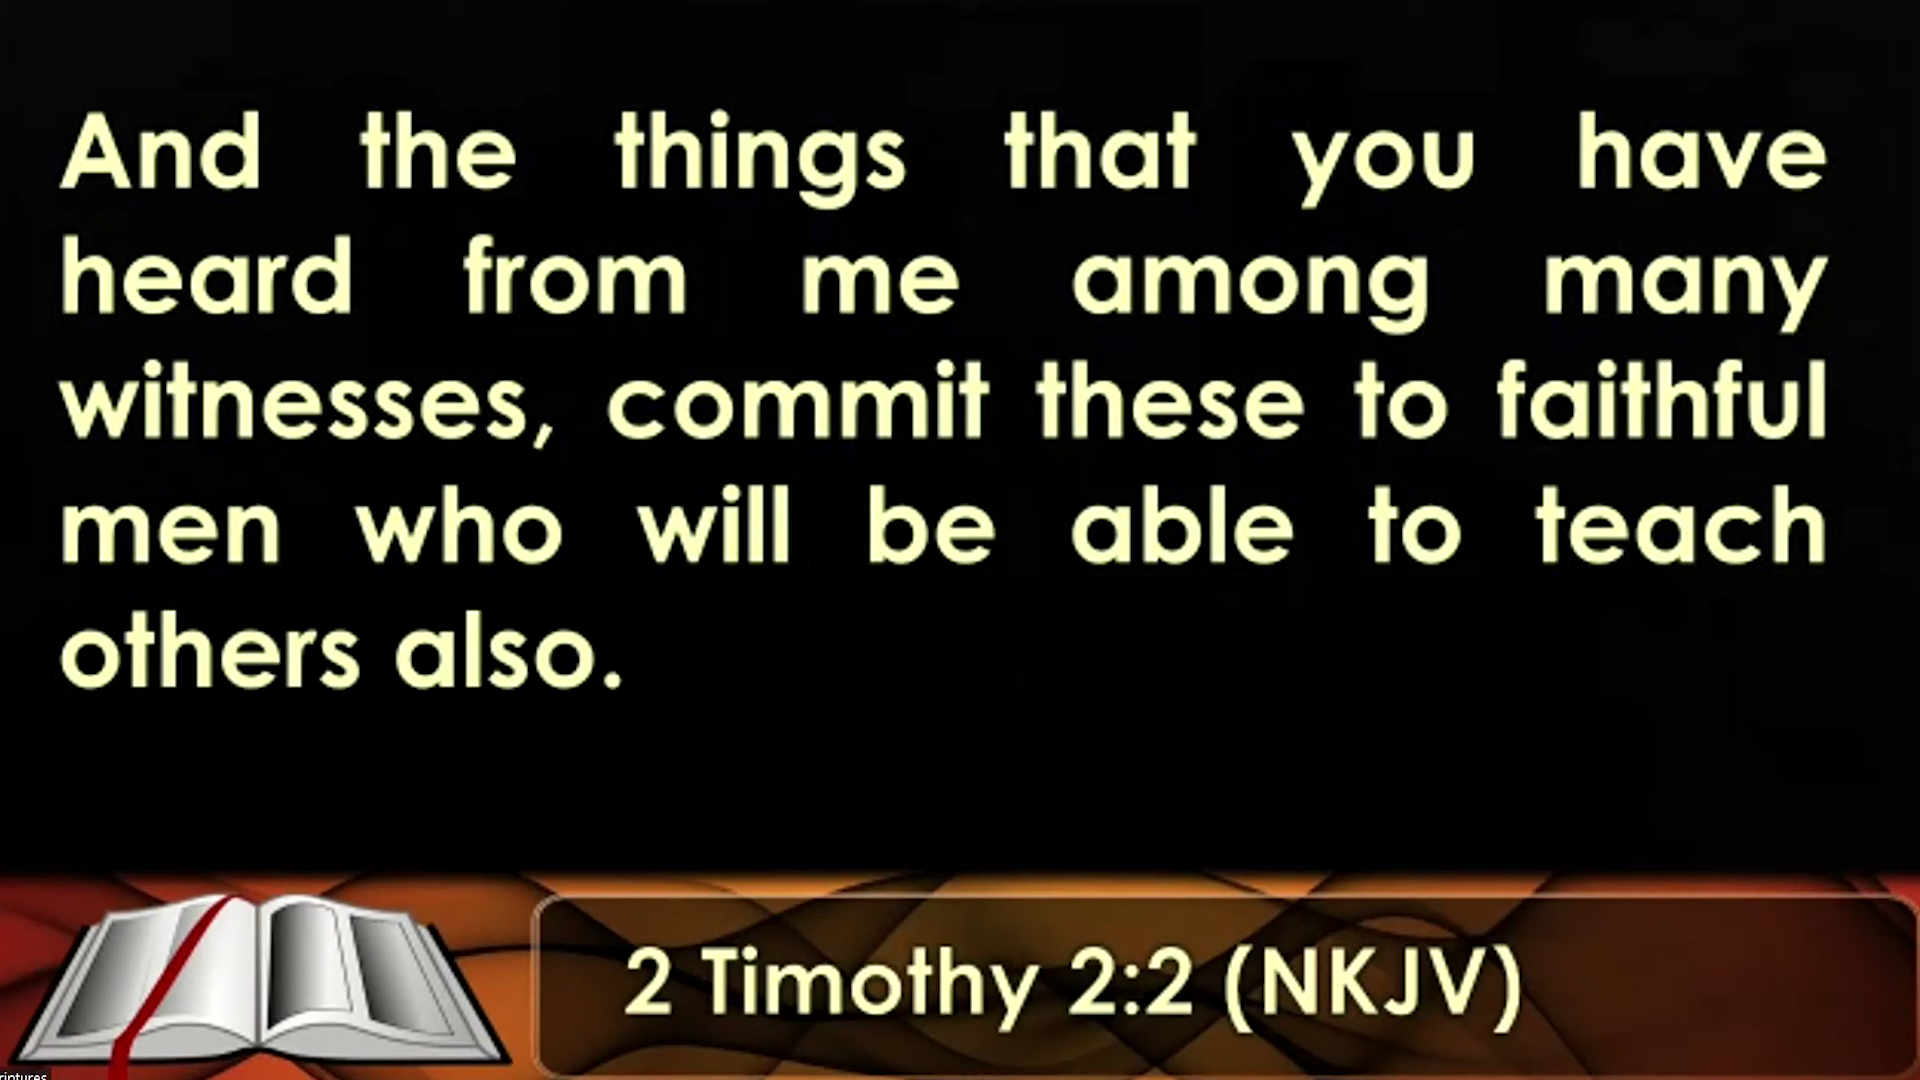 And the things that you have
heard from me among many
witnesses, commit these to faithful
men who will be able to teach
others also.
2 Timothy 2:2 (NKJV)
riptures